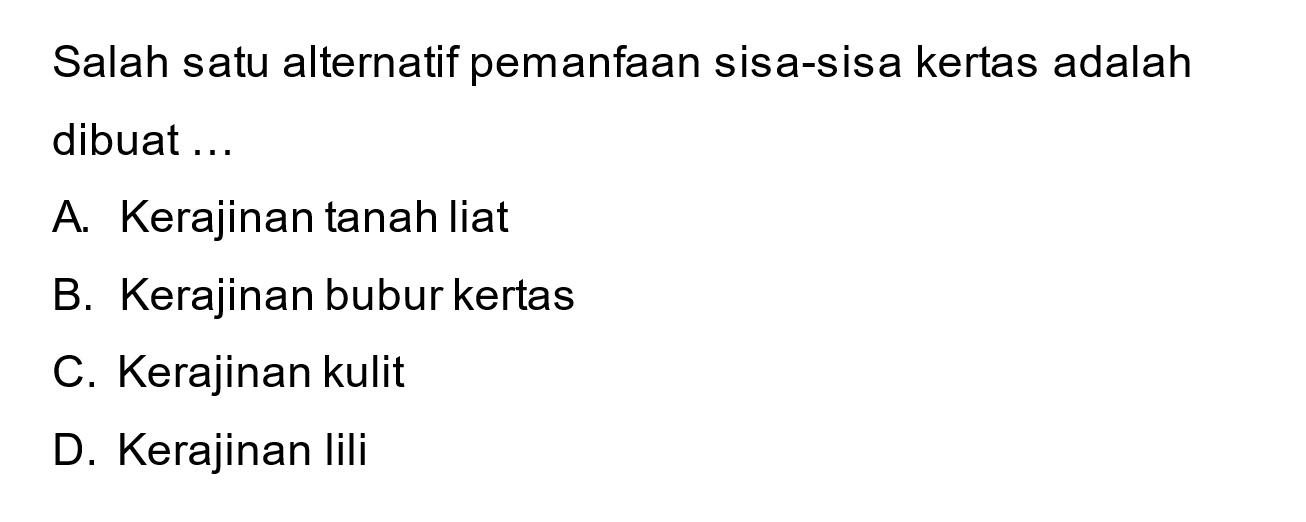 Salah satu alternatif pemanfaan sisa-sisa kertas adalah
dibuat ...
A. Kerajinan tanah liat
B. Kerajinan bubur kertas
C. Kerajinan kulit
D. Kerajinan lili